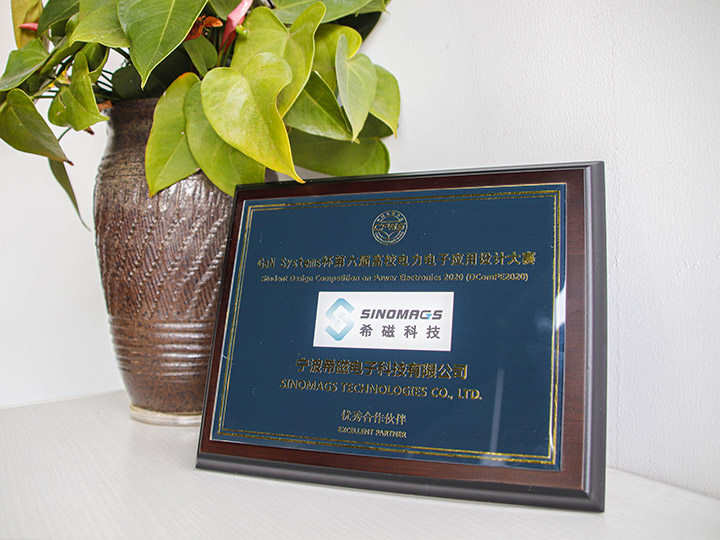 GaN Systems杯第六届高校电力电子应用设计大赛
Student Design Competition on Power Electronics 2020 (DComPE2020)
SINOMAGS
希磁科技
宁波希磁电子科技有限公司
SINOMAGS TECHNOLOGIES CO., LTD.
优秀合作伙伴
EXCELLENT PARTNER